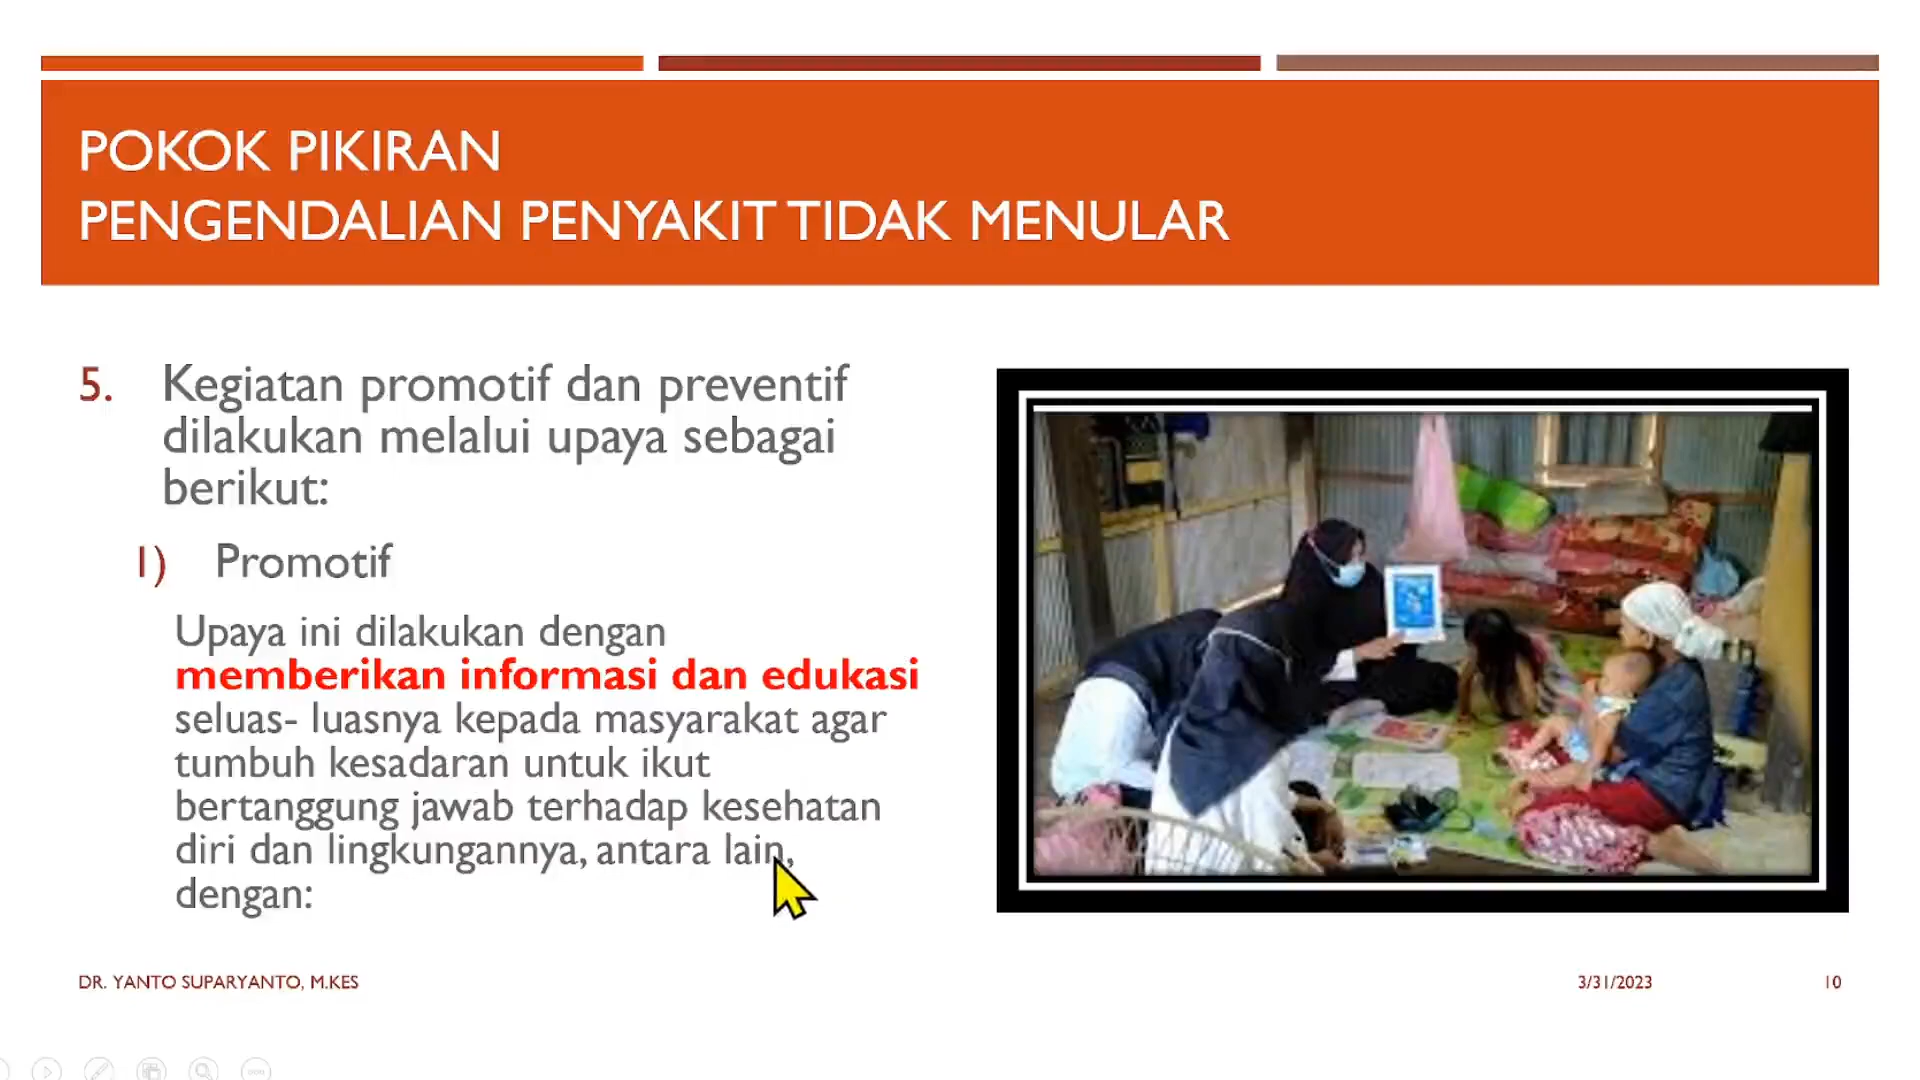 POKOK PIKIRAN
PENGENDALIAN PENYAKIT TIDAK MENULAR
5. Kegiatan promotif dan preventif
dilakukan melalui upaya sebagai
berikut:
1) Promotif
Upaya ini dilakukan dengan
memberikan informasi dan edukasi
seluas- luasnya kepada masyarakat agar
tumbuh kesadaran untuk ikut
bertanggung jawab terhadap kesehatan
diri dan lingkungannya, antara lain,
dengan:
DR. YANTO SUPARYANTO, M.KES
3/31/2023
10